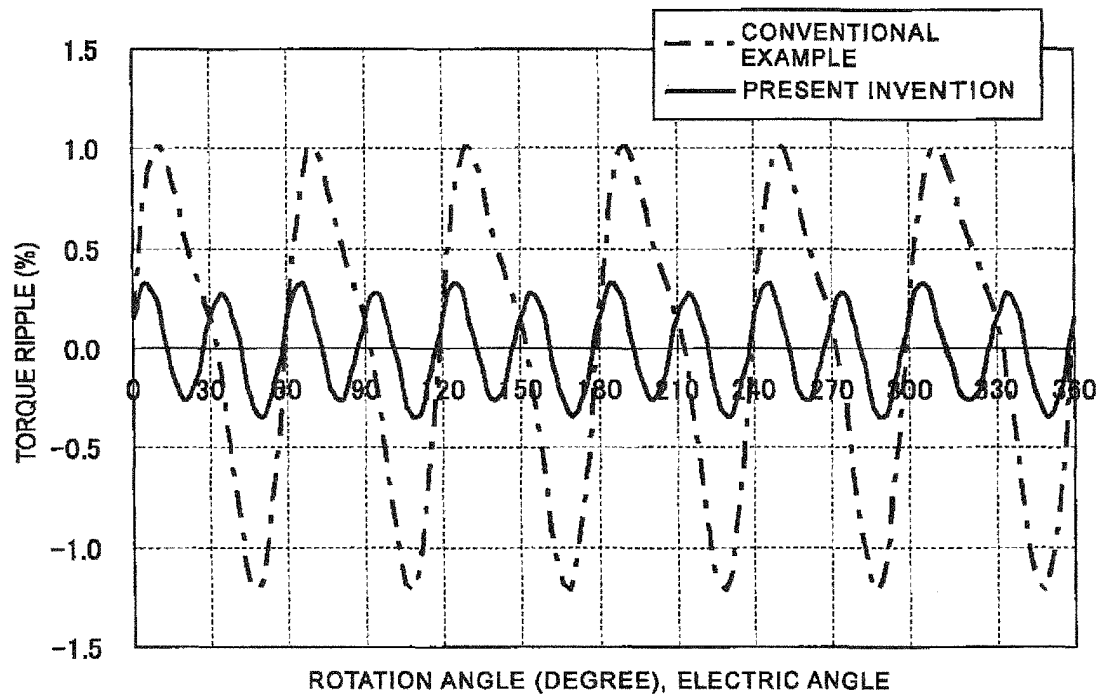 CONVENTIONAL
EXAMPLE
PRESENT INVENTION
1.5
1.0
0.5
0.0
-0.5
-1.0
-1.5
TORQUE RIPPLE (%)
0 30 60 90 120 150 180 210 240 270 300 330 360
ROTATION ANGLE (DEGREE), ELECTRIC ANGLE